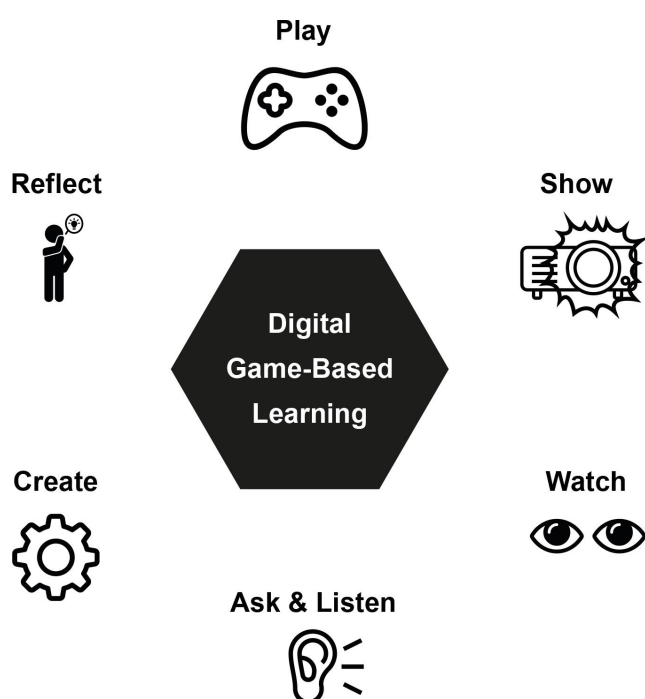 Play
Reflect
Show
Digital
Game-Based
Learning
Create
Watch
Ask & Listen